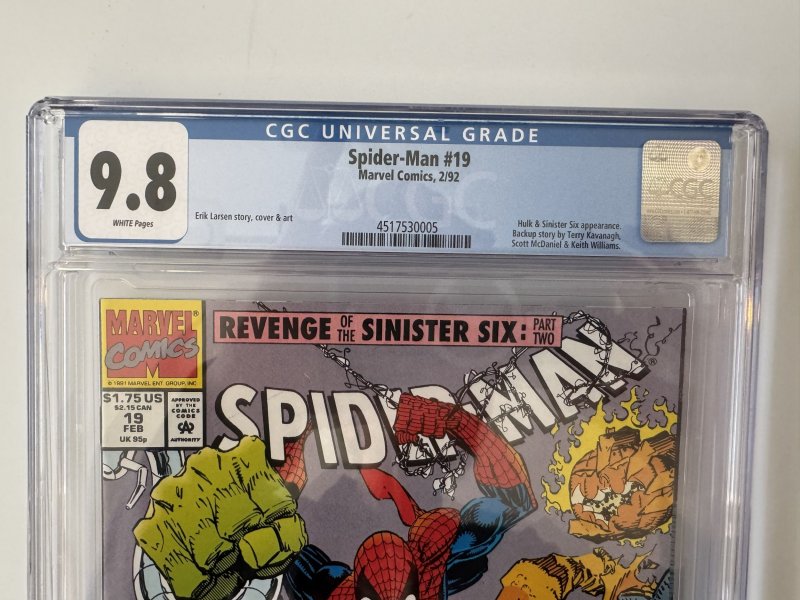 CGC UNIVERSAL GRADE
9.8
WHITE Pages
Spider-Man #19
Marvel Comics, 2/92
Erik Larsen story, cover & art
4517530005
Hulk & Sinister Six appearance.
Backup story by Terry Kavanagh,
Scott McDaniel & Keith Williams.
CGC
MARVEL
COMICS
M
© 1991 MARVEL ENT. GROUP, INC.
REVENGE OF THE SINISTER SIX: PART TWO
SPIDER-MAN®
$1.75 US
$2.15 CAN
19
FEB
UK 95p
APPROVED
BY THE
COMICS
CODE
CA
AUTHORITY